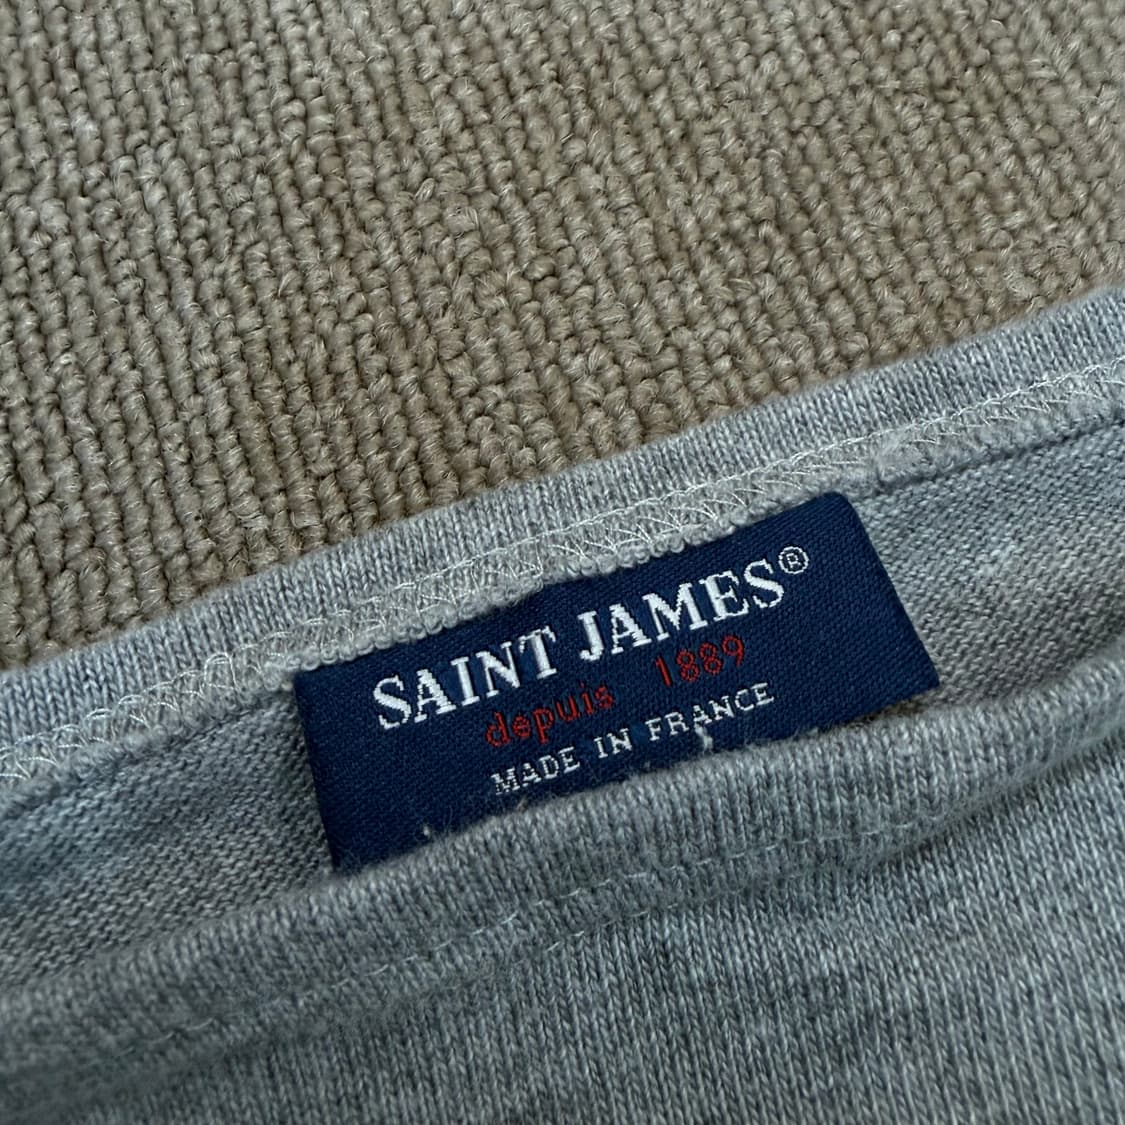 SAINT JAMES®
depuis 1889
MADE IN FRANCE